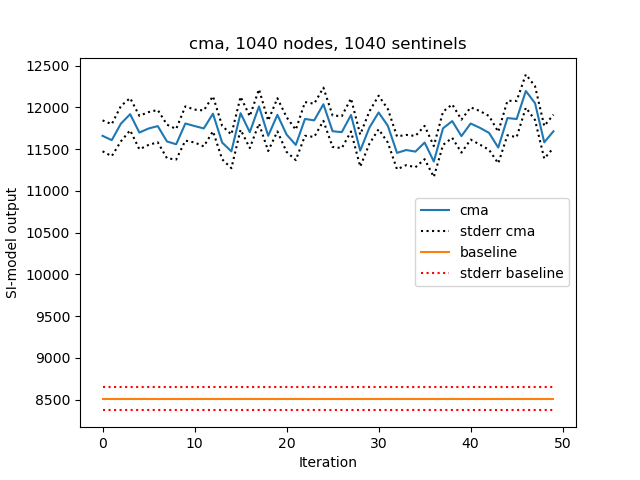 cma, 1040 nodes, 1040 sentinels
12500
12000
11500
11000
10500
10000
9500
9000
8500
SI-model output
cma
stderr cma
baseline
stderr baseline
0
10
20
30
40
50
Iteration